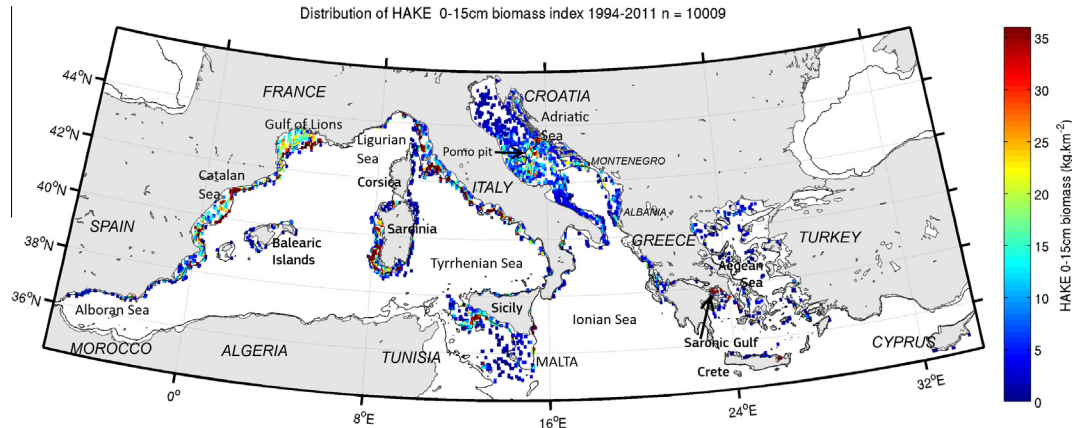 Distribution of HAKE 0-15cm biomass index 1994-2011 n = 10009
44°N
42°N
40°N
38°N
36°N
FRANCE
CROATIA
Gulf of Lions
Adriatic
Sea
Ligurian
Sea
Pomo pit
MONTENEGRO
Catalan
Sea
Corsica
ITALY
ALBANIA
SPAIN
Sardinia
GREECE
TURKEY
Balearic
Islands
Tyrrhenian Sea
Aegean
Sea
Alboran Sea
Sicily
Ionian Sea
Saronic Gulf
MOROCCO
ALGERIA
TUNISIA
MALTA
Crete
CYPRUS
0°
8°E
16°E
24°E
32°E
35
30
25
20
15
10
5
0
HAKE 0-15cm biomass (kg.km-2)